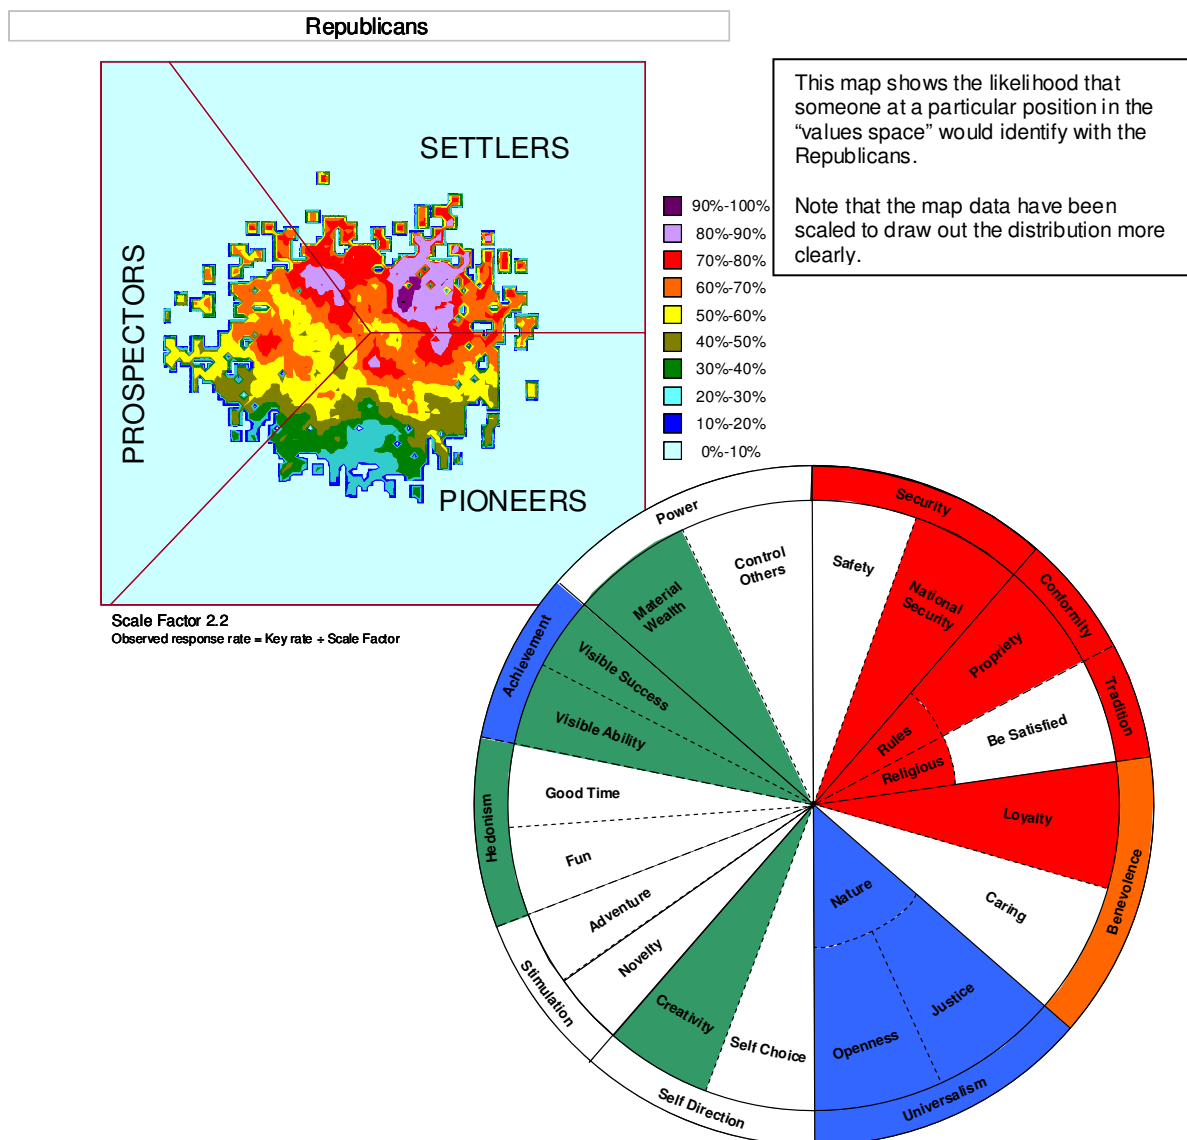 Republicans
SETTLERS
PROSPECTORS
PIONEERS
90%-100%
80%-90%
70%-80%
60%-70%
50%-60%
40%-50%
30%-40%
20%-30%
10%-20%
0%-10%
This map shows the likelihood that
someone at a particular position in the
“values space” would identify with the
Republicans.
Note that the map data have been
scaled to draw out the distribution more
clearly.
Scale Factor 2.2
Observed response rate = Key rate ÷ Scale Factor
Power
Security
Conformity
Tradition
Benevolence
Universalism
Self Direction
Stimulation
Hedonism
Achievement
Control
Others
Safety
National
Security
Propriety
Rules
Religious
Be Satisfied
Loyalty
Caring
Nature
Justice
Openness
Self Choice
Creativity
Novelty
Adventure
Fun
Good Time
Visible Ability
Visible Success
Material
Wealth